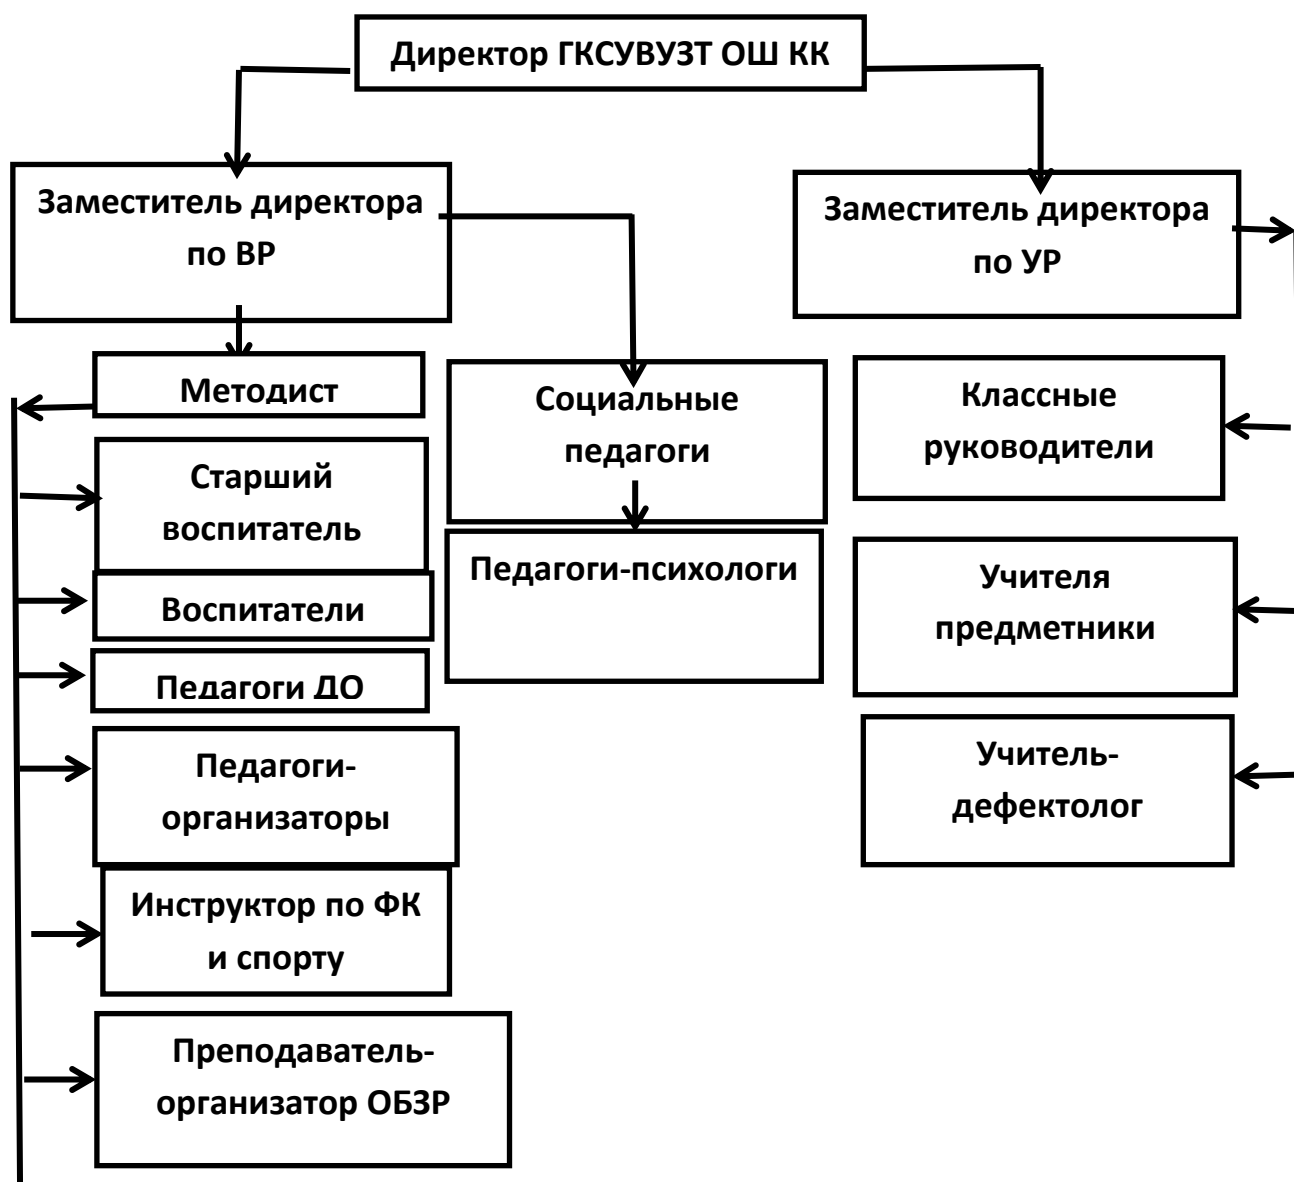 Директор ГКСУВУЗТ ОШ КК
Заместитель директора
по ВР
Заместитель директора
по УР
Методист
Старший
воспитатель
Воспитатели
Педагоги ДО
Педагоги-
организаторы
Инструктор по ФК
и спорту
Преподаватель-
организатор ОБЗР
Социальные
педагоги
Педагоги-психологи
Классные
руководители
Учителя
предметники
Учитель-
дефектолог